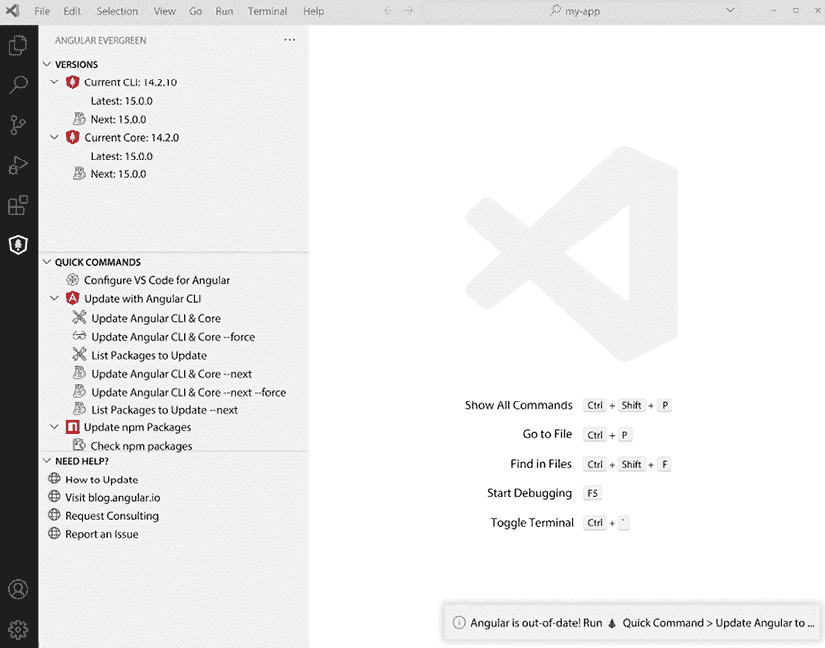 File Edit Selection View Go Run Terminal Help my-app
ANGULAR EVERGREEN ...
VERSIONS
Current CLI: 14.2.10
Latest: 15.0.0
Next: 15.0.0
Current Core: 14.2.0
Latest: 15.0.0
Next: 15.0.0
QUICK COMMANDS
Configure VS Code for Angular
Update with Angular CLI
Update Angular CLI & Core
Update Angular CLI & Core --force
List Packages to Update
Update Angular CLI & Core --next
Update Angular CLI & Core --next --force
List Packages to Update --next
Update npm Packages
Check npm packages
NEED HELP?
How to Update
Visit blog.angular.io
Request Consulting
Report an Issue
Show All Commands Ctrl + Shift + P
Go to File Ctrl + P
Find in Files Ctrl + Shift + F
Start Debugging F5
Toggle Terminal Ctrl + `
Angular is out-of-date! Run Quick Command > Update Angular to ...